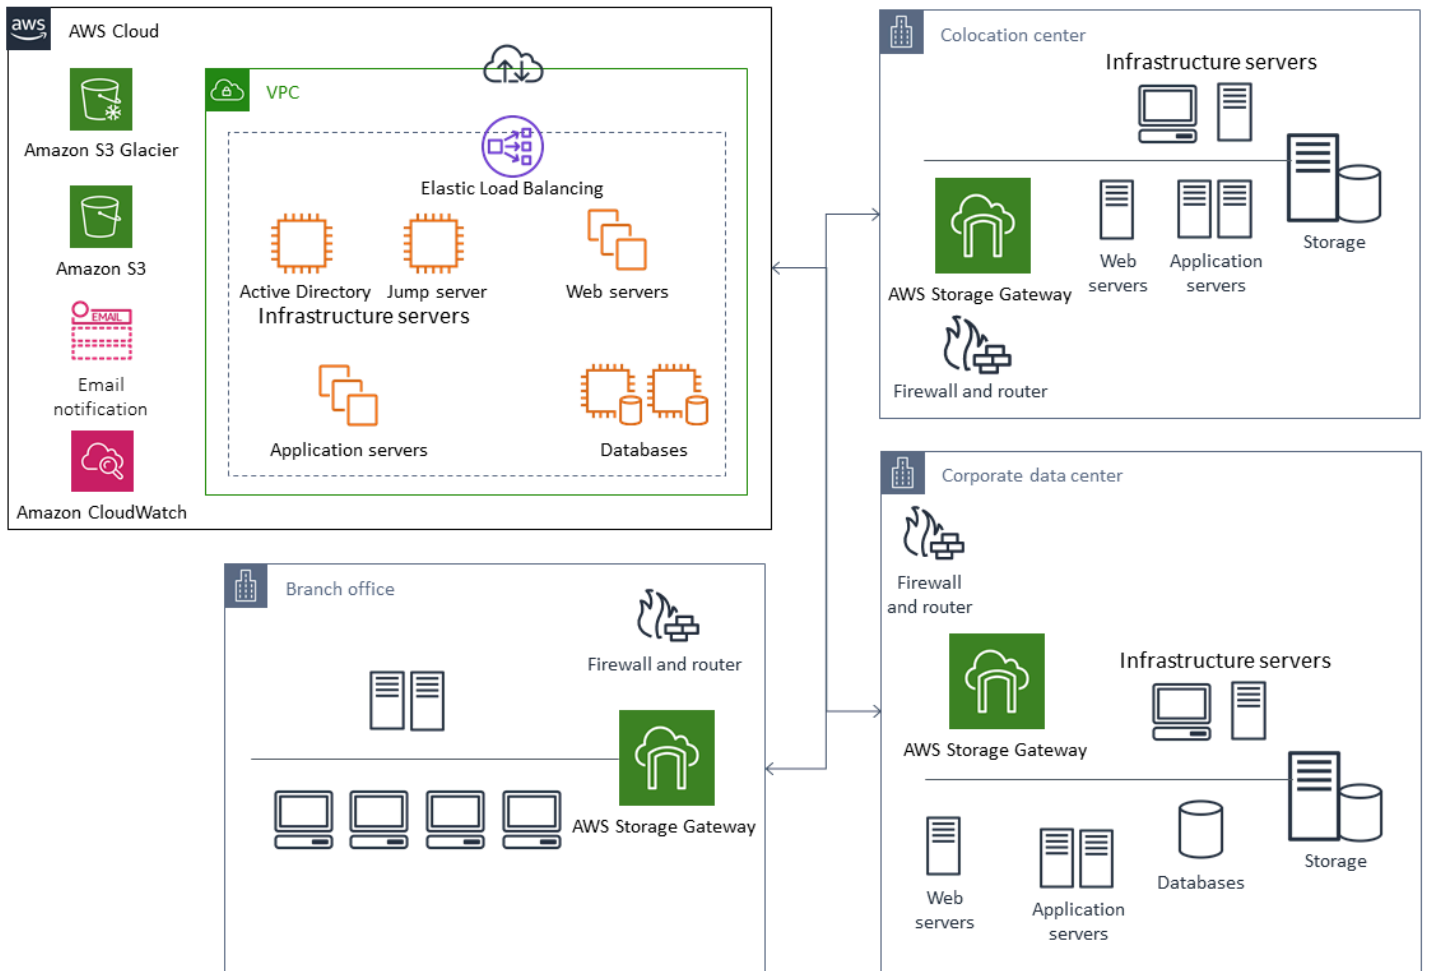 aws
AWS Cloud
VPC
Amazon S3 Glacier
Elastic Load Balancing
Amazon S3
Active Directory
Jump server
Web servers
Infrastructure servers
EMAIL
Email
notification
Application servers
Databases
Amazon CloudWatch
Colocation center
Infrastructure servers
Storage
Web
servers
Application
servers
AWS Storage Gateway
Firewall and router
Corporate data center
Firewall
and router
Infrastructure servers
AWS Storage Gateway
Storage
Databases
Web
servers
Application
servers
Branch office
Firewall and router
AWS Storage Gateway